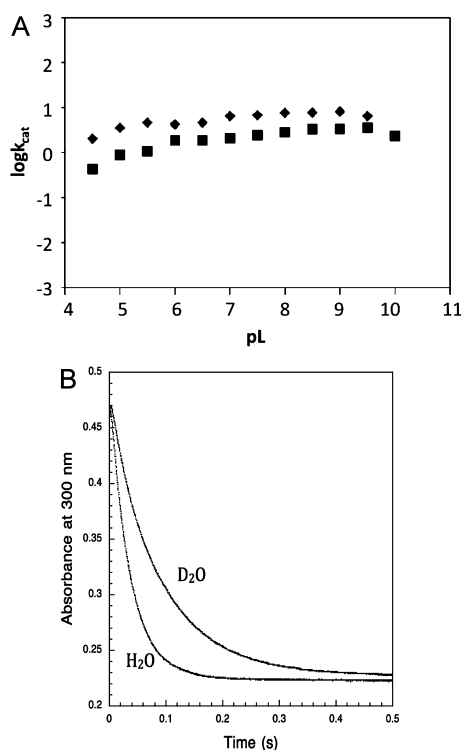 A
3
2
1
0
-1
-2
-3
logk_cat
4 5 6 7 8 9 10 11
pL
B
0.5
0.45
0.4
0.35
0.3
0.25
0.2
Absorbance at 300 nm
D₂O
H₂O
0 0.1 0.2 0.3 0.4 0.5
Time (s)